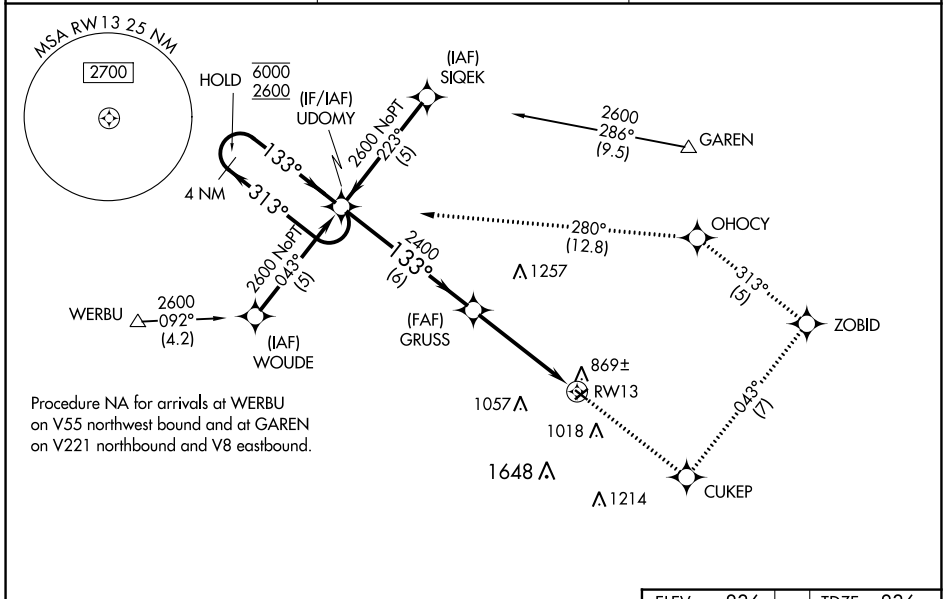 MSA RW13 25 NM
2700
HOLD
6000
2600
(IF/IAF)
UDOMY
(IAF)
SIQEK
2600 NoPT
223°
(5)
2600
286°
(9.5)
GAREN
133°
313°
4 NM
2600 NoPT
043°
(5)
2400
133°
(6)
280°
(12.8)
OHOCY
313°
(5)
1257
WERBU
2600
092°
(4.2)
(IAF)
WOUDE
(FAF)
GRUSS
ZOBID
869±
RW13
1057
1018
043°
(7)
1648
1214
CUKEP
Procedure NA for arrivals at WERBU
on V55 northwest bound and at GAREN
on V221 northbound and V8 eastbound.